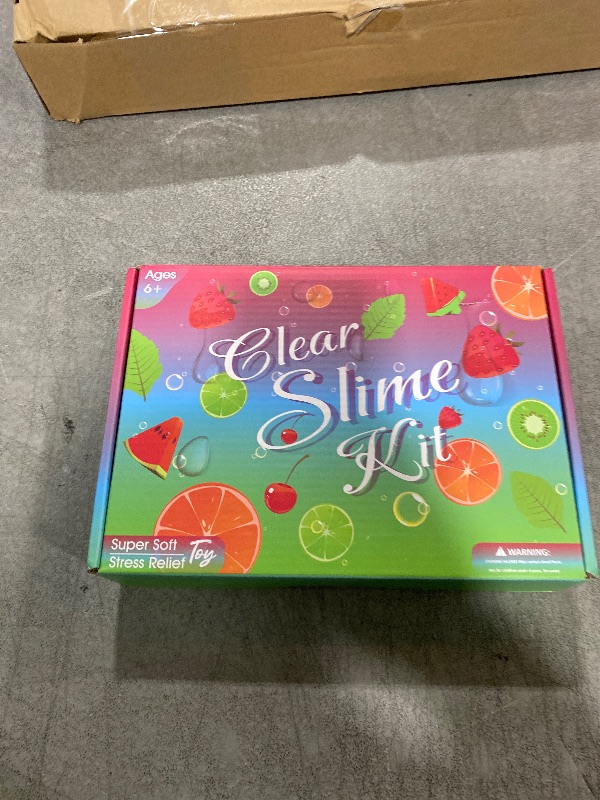 Ages
6+
Clear
Slime
Kit
Super Soft
Stress Relief Toy
WARNING: